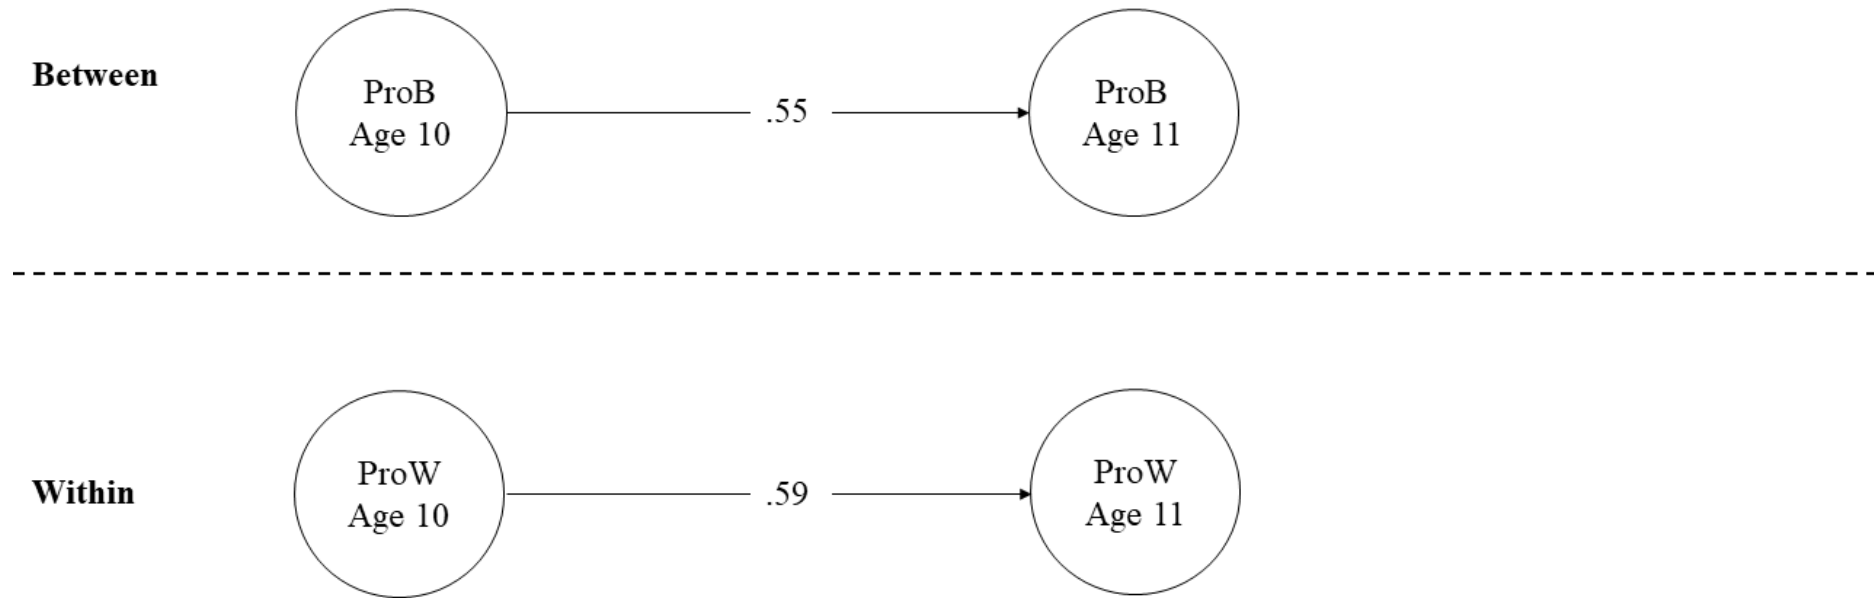 Between
ProB
Age 10
.55
ProB
Age 11
Within
ProW
Age 10
.59
ProW
Age 11